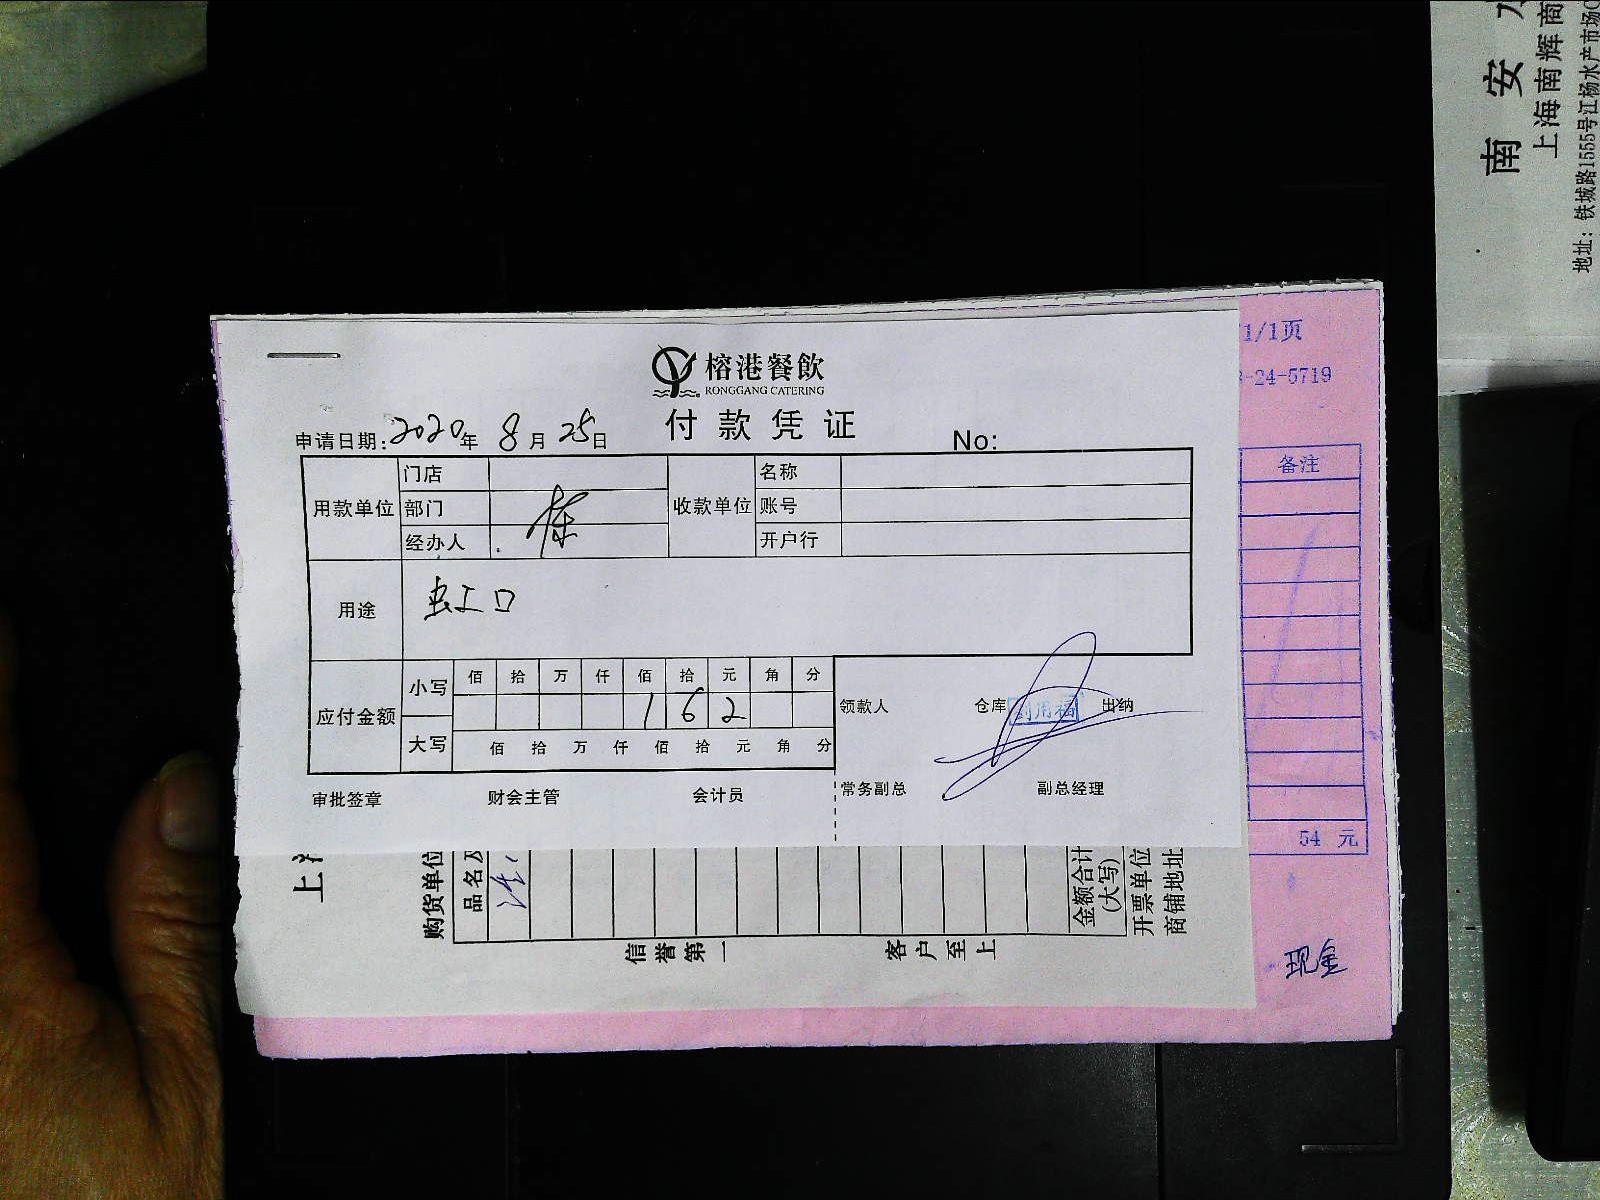 榕港餐飲
RONGGANG CATERING
付款凭证
申请日期: 2020年 8月 25日 No:
用款单位 门店 收款单位 名称
部门 账号
经办人 开户行
用途 虹口
应付金额 小写 佰 拾 万 仟 佰 拾 元 角 分
1 6 2
大写 佰 拾 万 仟 佰 拾 元 角 分
领款人 仓库 出纳
常务副总 副总经理
审批签章 财会主管 会计员
上
购货单位
品名及
金额合计
(大写)
开票单位
商铺地址
信誉第一 客户至上
1/1页
-24-5719
备注
54 元
现金
南安
上海南辉商
地址：铁城路1555号江杨水产市场